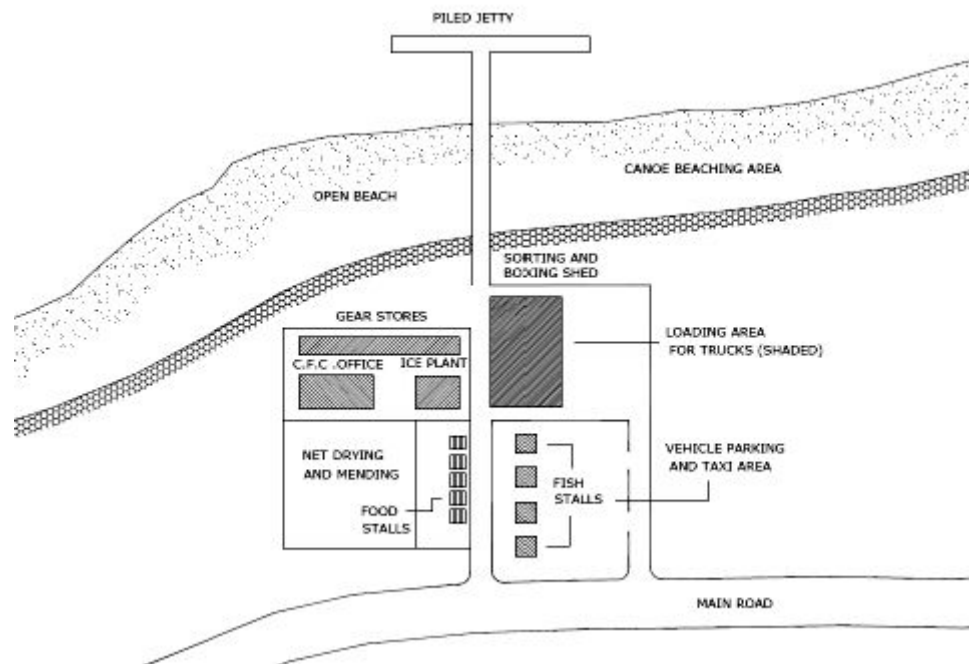 PILED JETTY
CANOE BEACHING AREA
OPEN BEACH
SORTING AND
BOXING SHED
GEAR STORES
LOADING AREA
FOR TRUCKS (SHADED)
C.F.C .OFFICE
ICE PLANT
NET DRYING
AND MENDING
VEHICLE PARKING
AND TAXI AREA
FISH
STALLS
FOOD
STALLS
MAIN ROAD